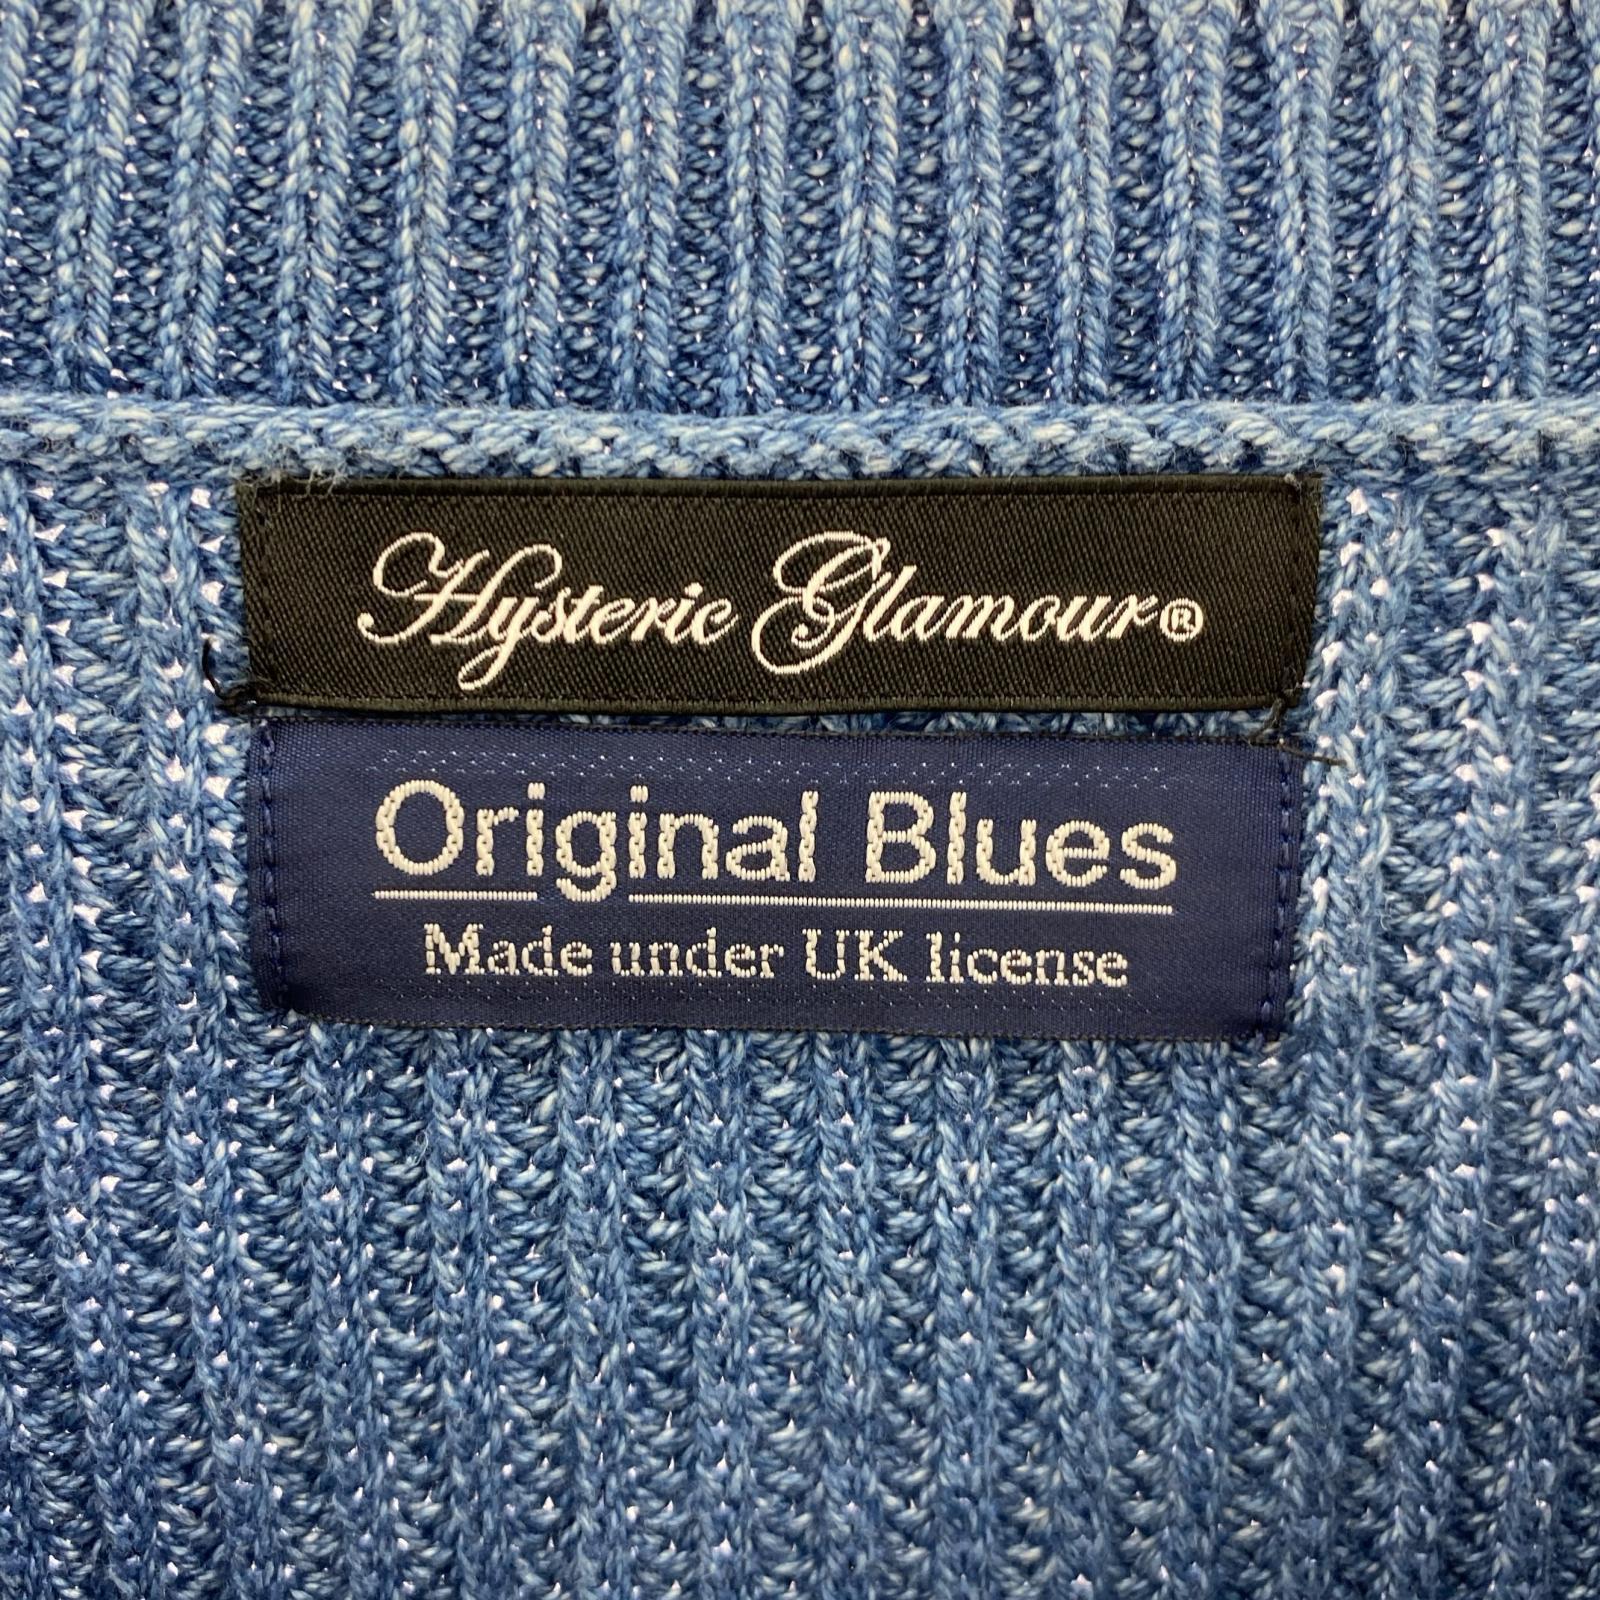 Hysteric Glamour®
Original Blues
Made under UK license